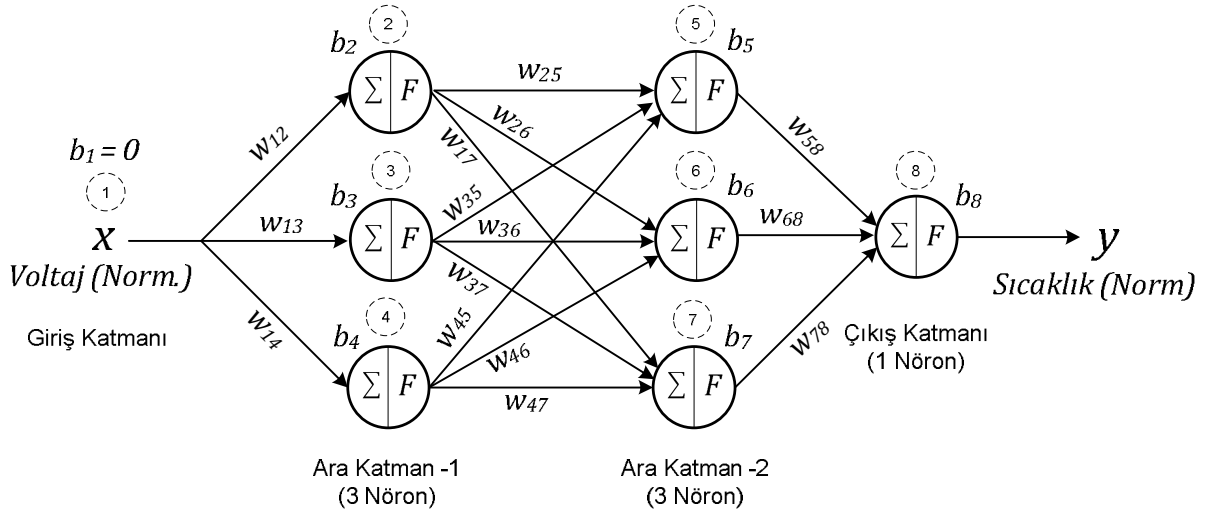 2
b2
Σ F
5
b5
Σ F
w25
w26
w17
w12
w58
b1 = 0
1
x
Voltaj (Norm.)
Giriş Katmanı
3
b3
Σ F
w13
w35
w36
w37
6
b6
Σ F
w68
8
b8
Σ F
y
Sıcaklık (Norm)
w14
4
b4
Σ F
w45
w46
w47
7
b7
Σ F
w78
Çıkış Katmanı
(1 Nöron)
Ara Katman -1
(3 Nöron)
Ara Katman -2
(3 Nöron)